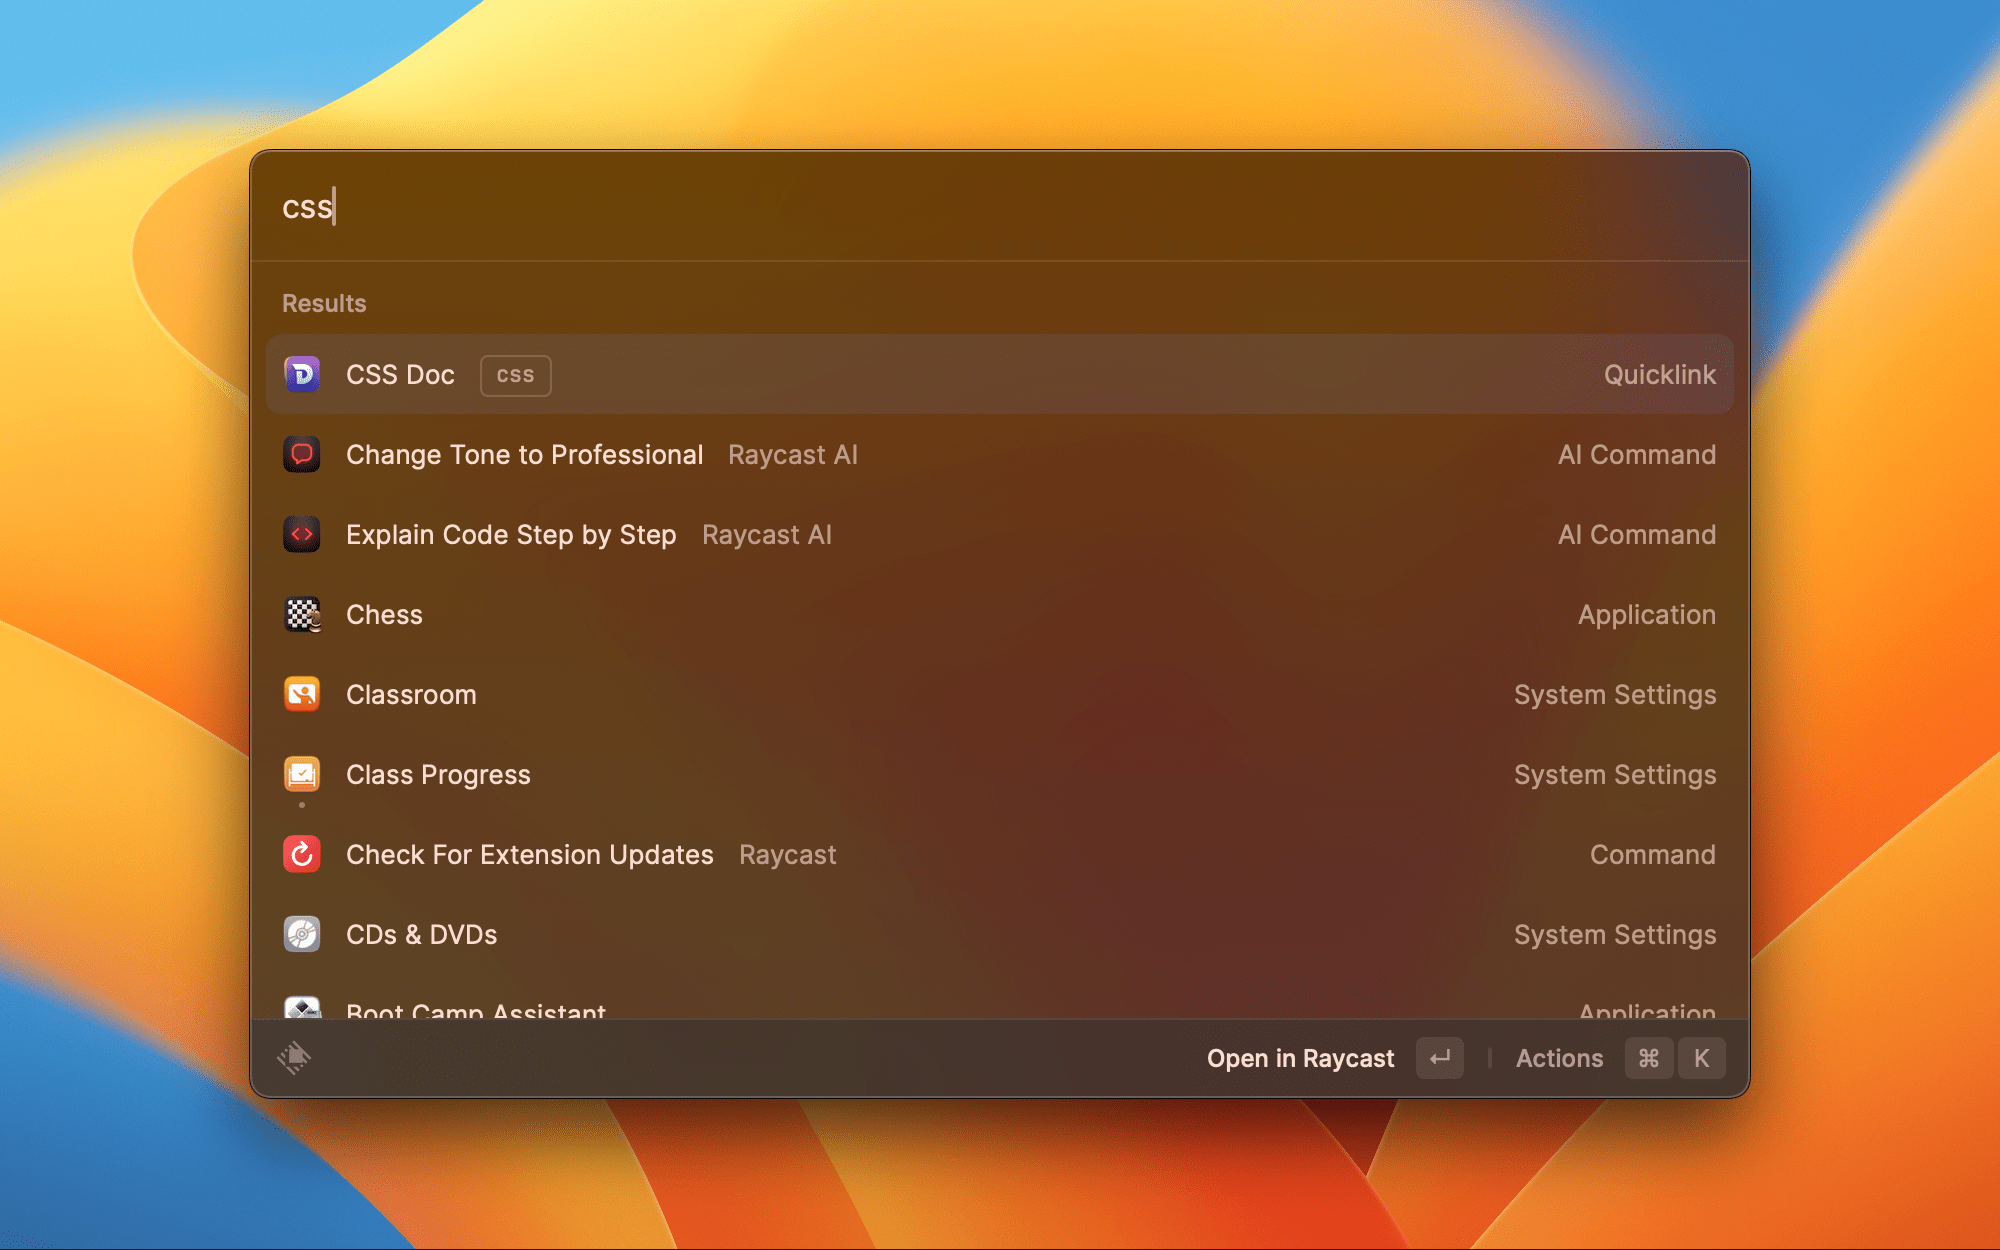 css
Results
CSS Doc css Quicklink
Change Tone to Professional Raycast AI AI Command
Explain Code Step by Step Raycast AI AI Command
Chess Application
Classroom System Settings
Class Progress System Settings
Check For Extension Updates Raycast Command
CDs & DVDs System Settings
Boot Camp Assistant Application
Open in Raycast ↵ Actions ⌘ K